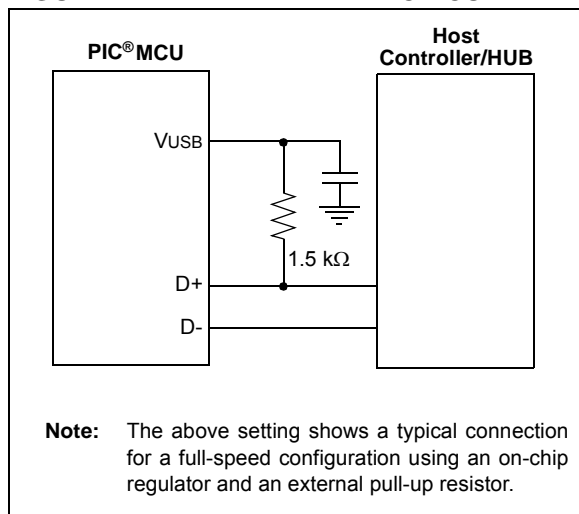 PIC®MCU
Host
Controller/HUB
VUSB
1.5 kΩ
D+
D-
Note: The above setting shows a typical connection
for a full-speed configuration using an on-chip
regulator and an external pull-up resistor.